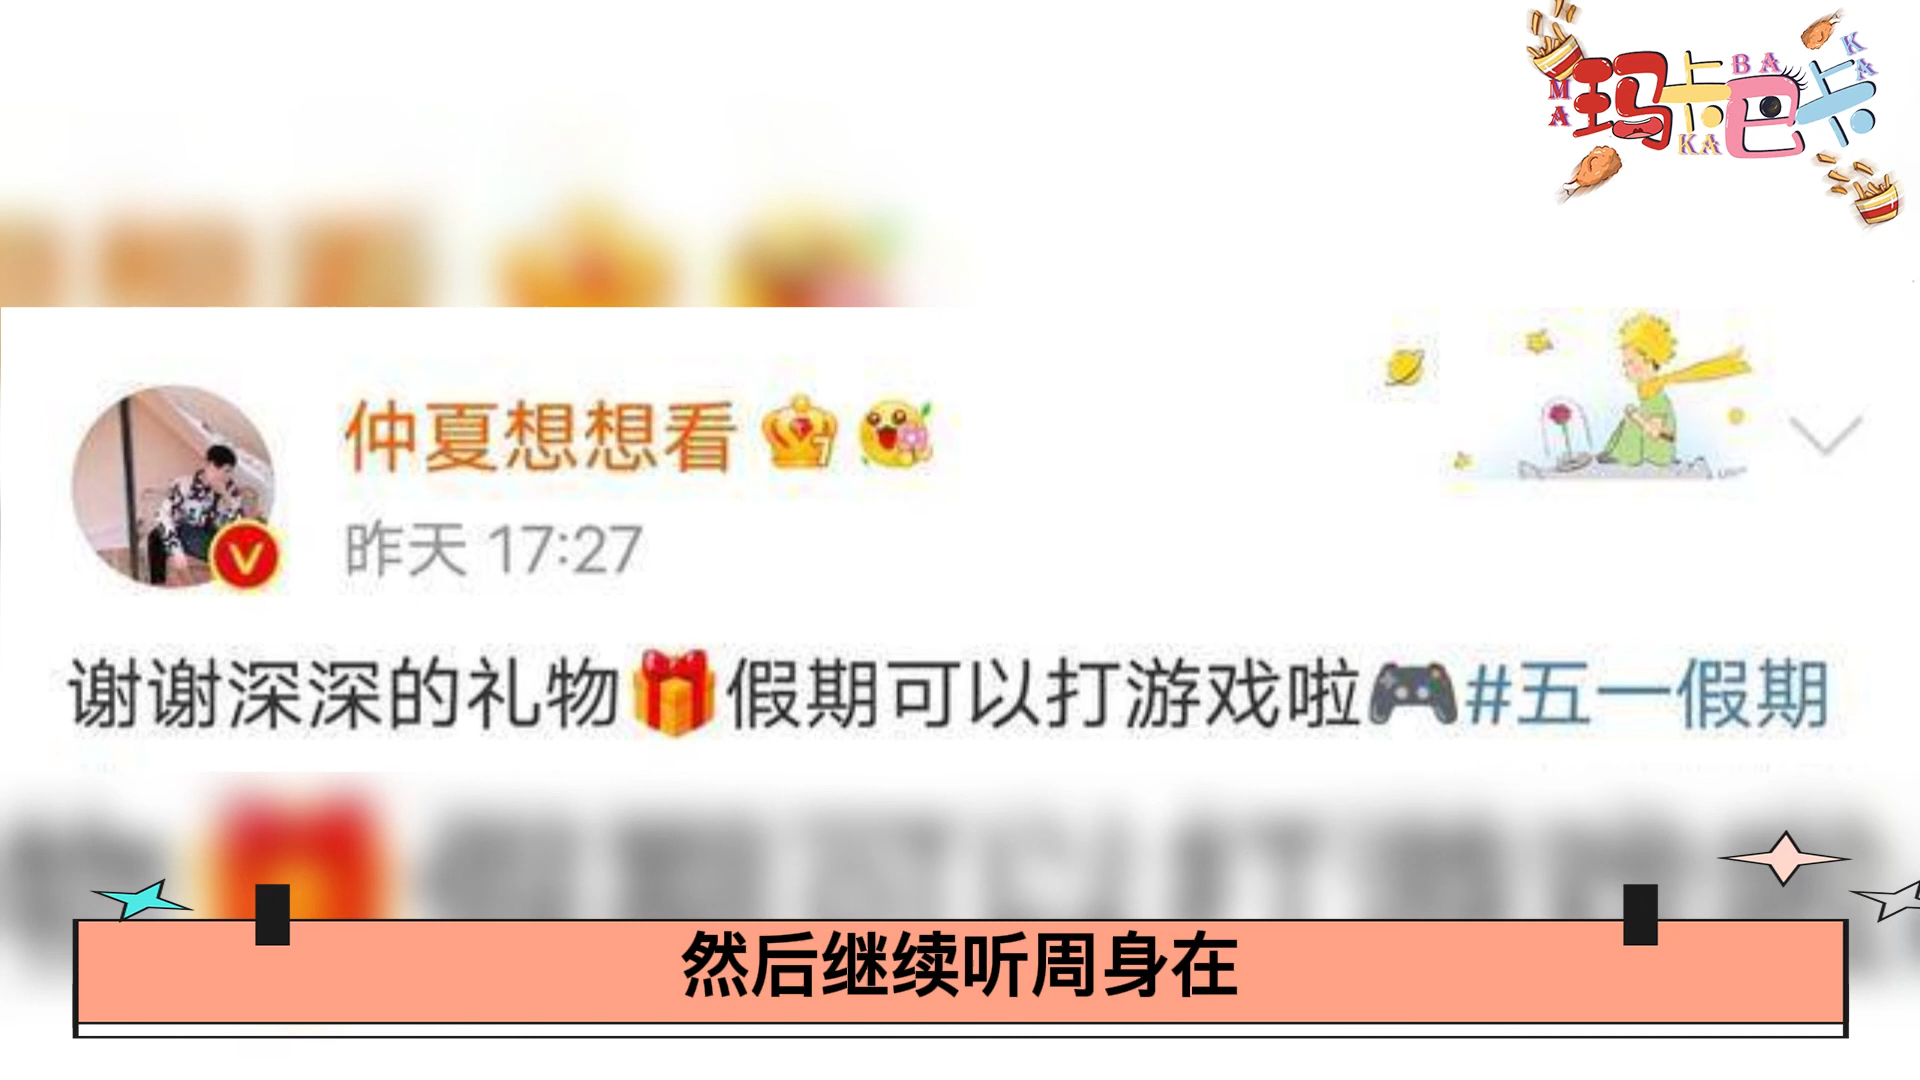 玛卡巴卡
MA KA BA KA
仲夏想想看
昨天 17:27
谢谢深深的礼物🎁假期可以打游戏啦🎮#五一假期
然后继续听周身在